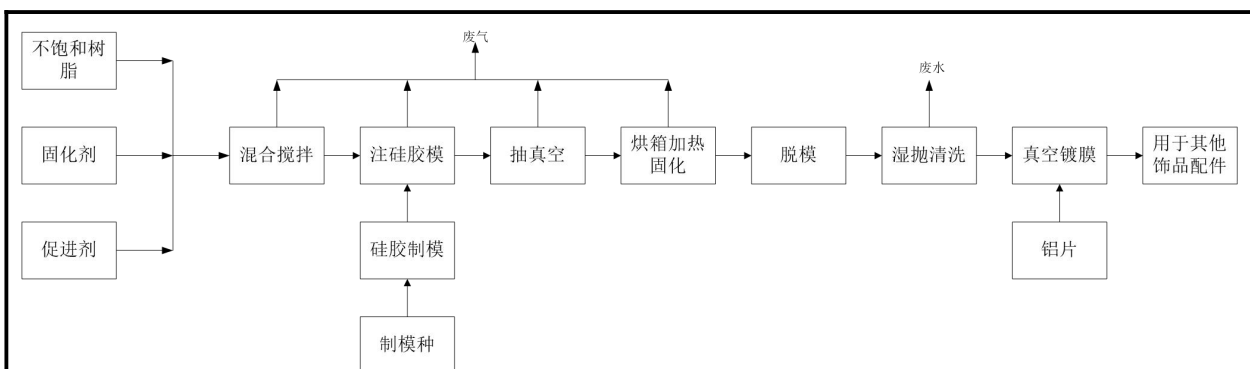 废气
废水
不饱和树
脂
固化剂
促进剂
混合搅拌
注硅胶模
抽真空
烘箱加热
固化
脱模
湿抛清洗
真空镀膜
用于其他
饰品配件
硅胶制模
铝片
制模种